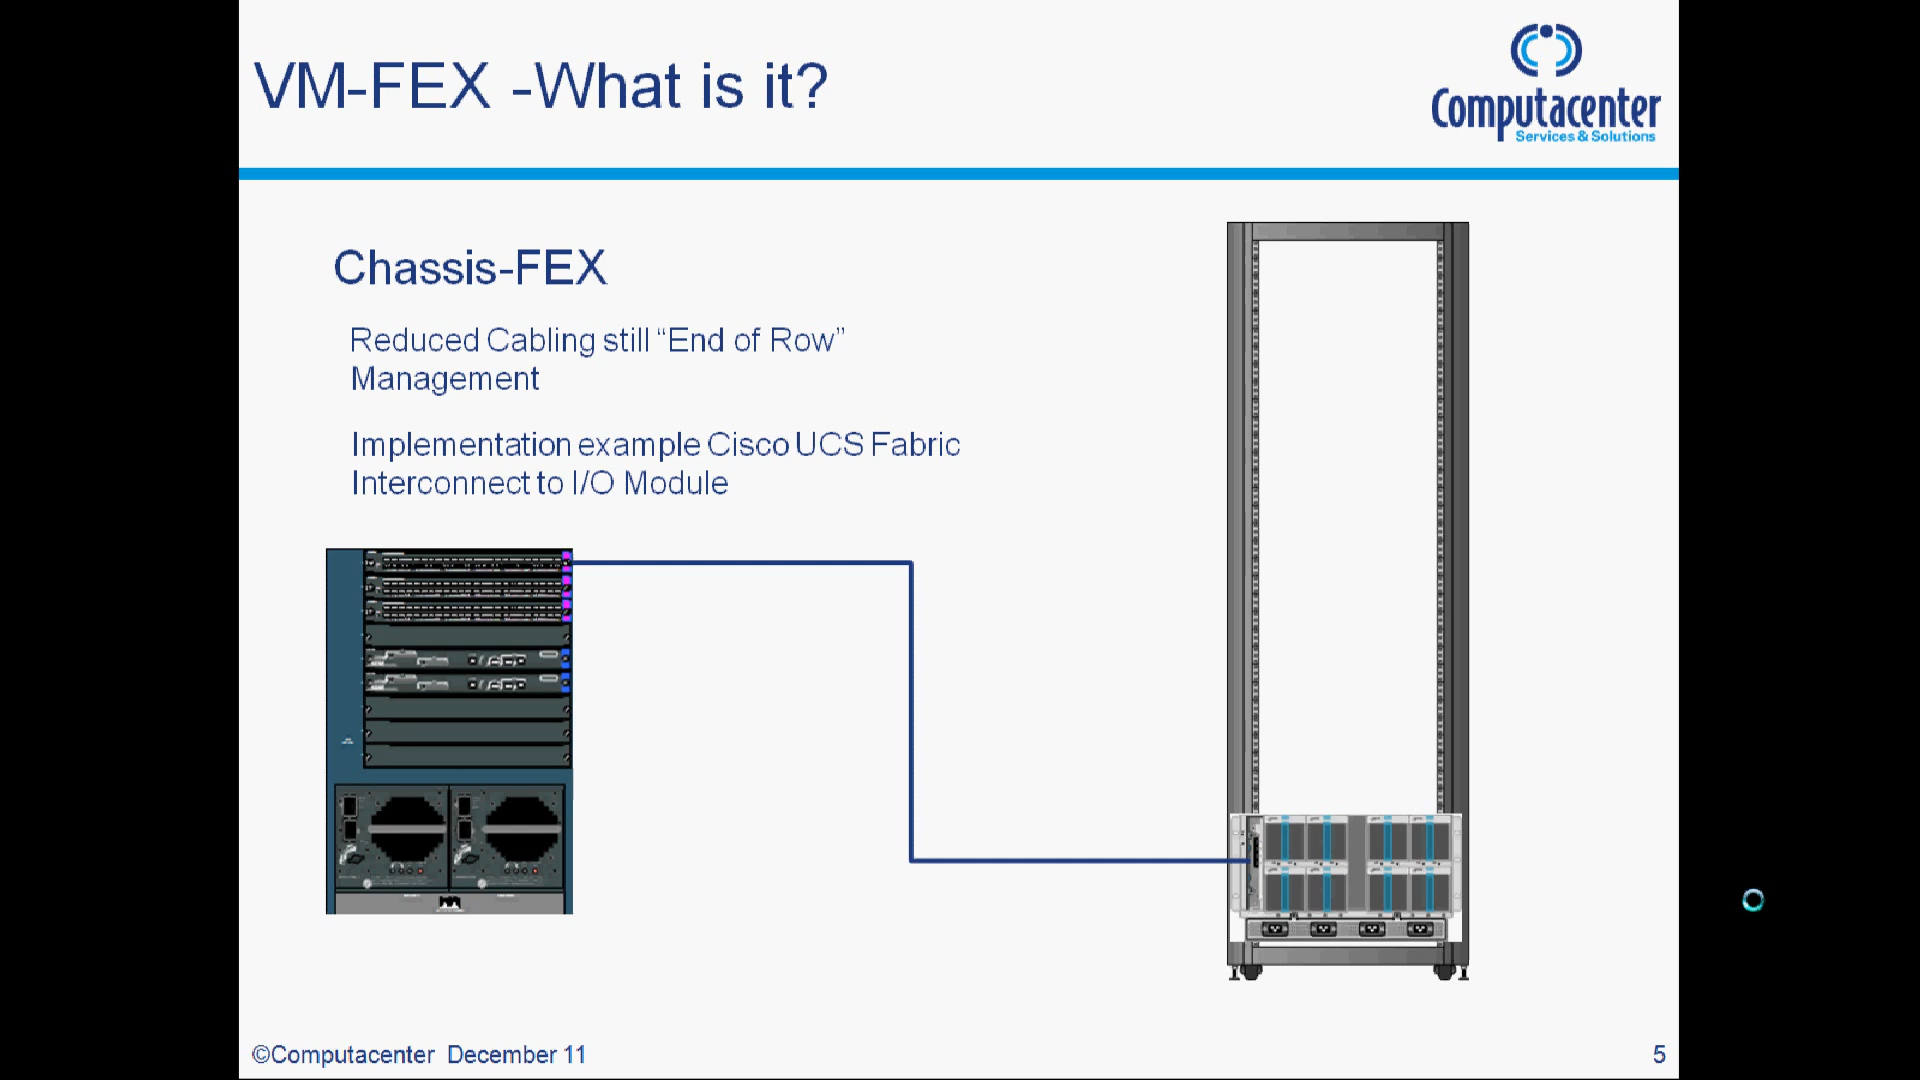 VM-FEX -What is it?
Computacenter
Services & Solutions
Chassis-FEX
Reduced Cabling still “End of Row”
Management
Implementation example Cisco UCS Fabric
Interconnect to I/O Module
©Computacenter December 11
5